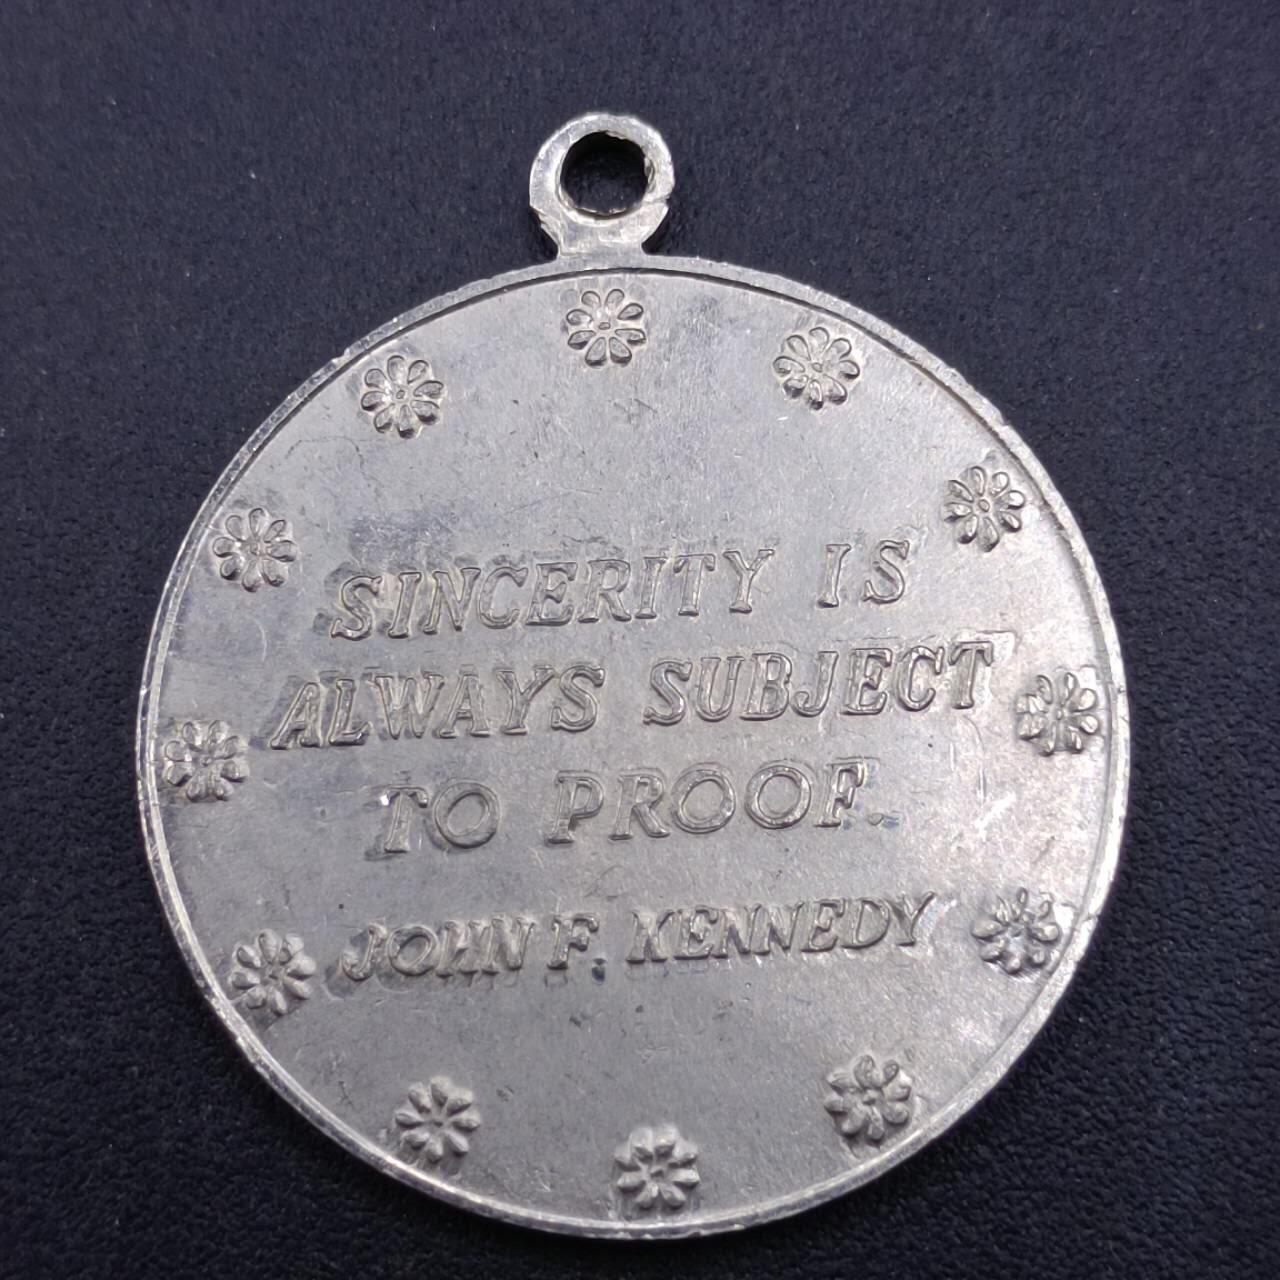 SINCERITY IS
ALWAYS SUBJECT
TO PROOF.
JOHN F. KENNEDY